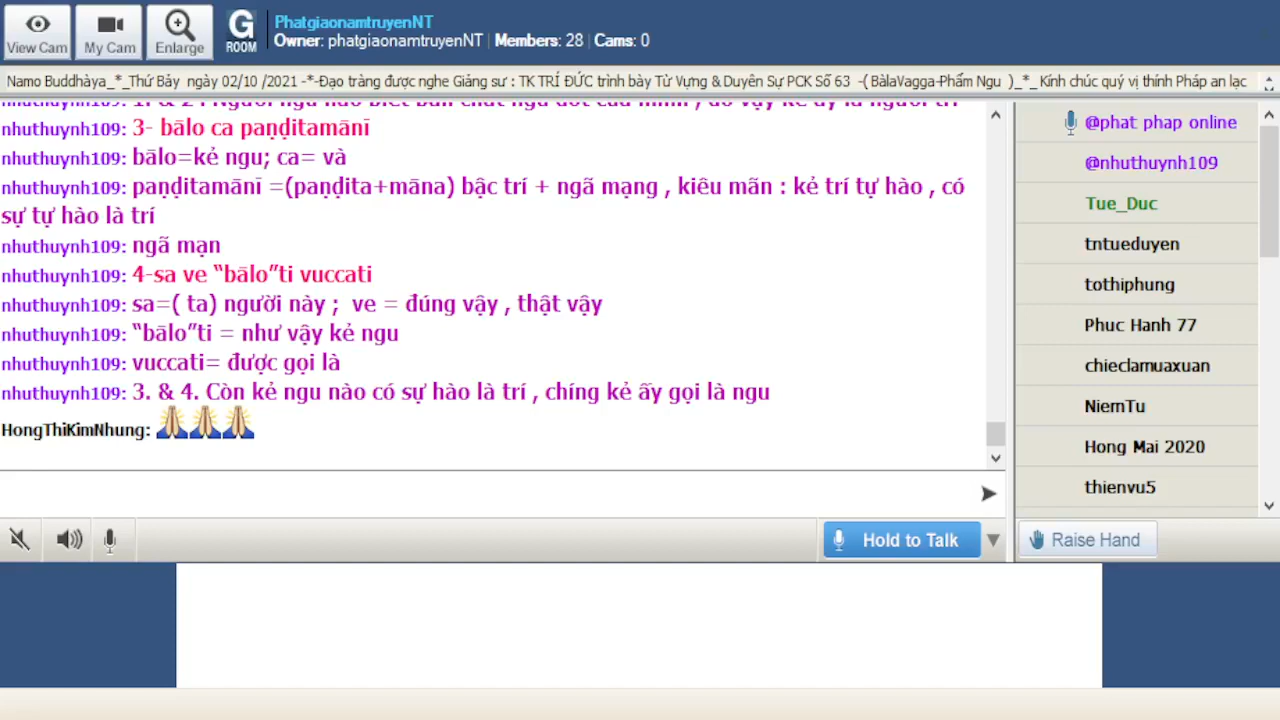 View Cam
My Cam
Enlarge
G
ROOM
PhatgiaonamtruyenNT
Owner: phatgiaonamtruyenNT | Members: 28 | Cams: 0
Namo Buddhàya_*_Thứ Bảy ngày 02/10 /2021 -*-Đạo tràng được nghe Giảng sư : TK TRÍ ĐỨC trình bày Từ Vựng & Duyên Sự PCK Số 63 -( BàlaVagga-Phẩm Ngu )_*_Kính chúc quý vị thính Pháp an lạc
nhuthuynh109: 3- bālo ca paṇḍitamānī
nhuthuynh109: bālo=kẻ ngu; ca= và
nhuthuynh109: paṇḍitamānī =(paṇḍita+māna) bậc trí + ngã mạng , kiêu mãn : kẻ trí tự hào , có
sự tự hào là trí
nhuthuynh109: ngã mạn
nhuthuynh109: 4-sa ve “bālo”ti vuccati
nhuthuynh109: sa=( ta) người này ; ve = đúng vậy , thật vậy
nhuthuynh109: “bālo”ti = như vậy kẻ ngu
nhuthuynh109: vuccati= được gọi là
nhuthuynh109: 3. & 4. Còn kẻ ngu nào có sự hào là trí , chíng kẻ ấy gọi là ngu
HongThiKimNhung:
@phat phap online
@nhuthuynh109
Tue_Duc
tntueduyen
tothiphung
Phuc Hanh 77
chieclamuaxuan
NiemTu
Hong Mai 2020
thienvu5
Hold to Talk
Raise Hand